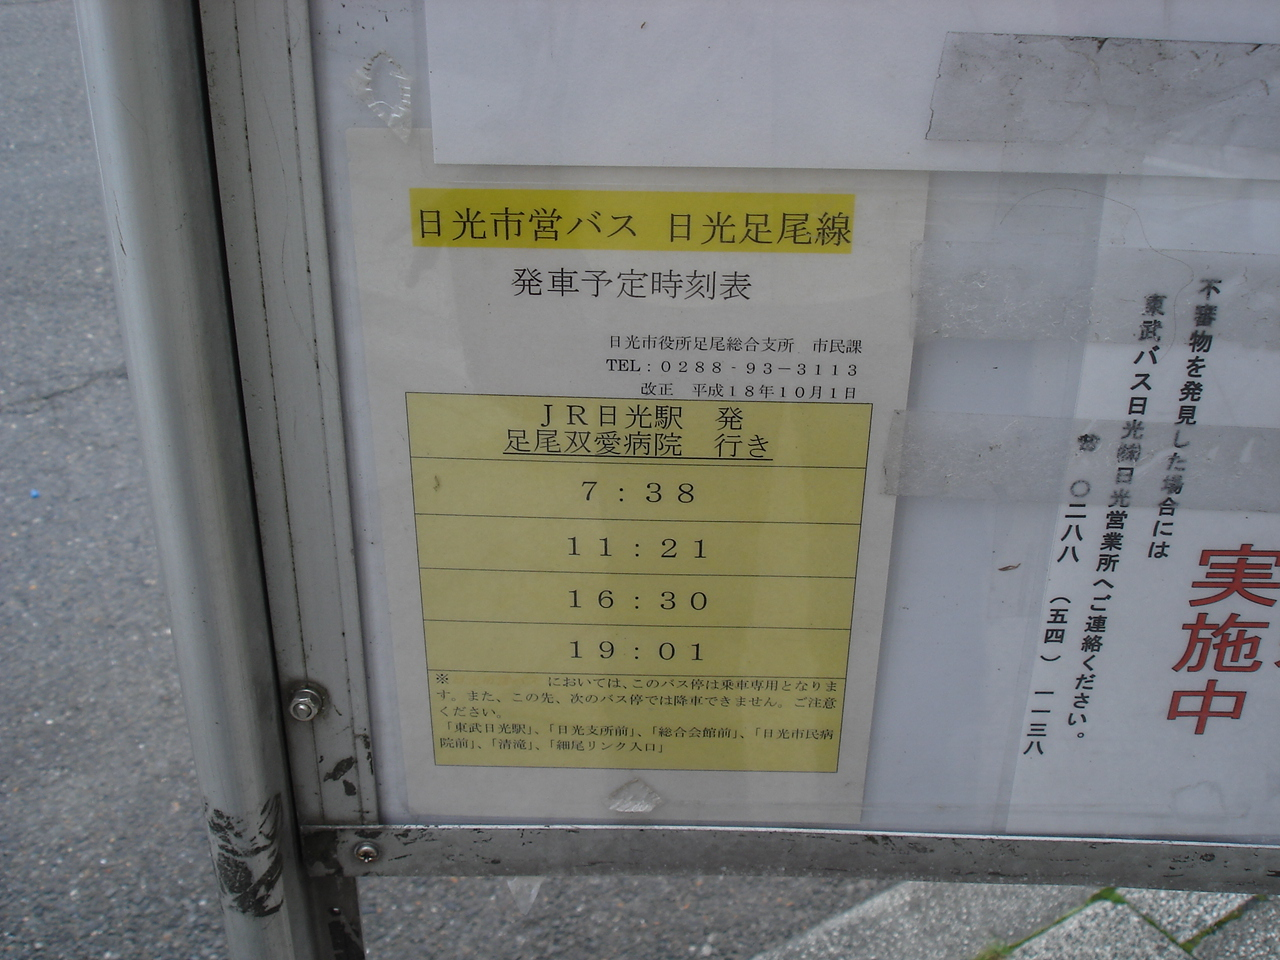 日光市営バス 日光足尾線
発車予定時刻表
日光市役所足尾総合支所 市民課
TEL:0288-93-3113
改正 平成18年10月1日
JR日光駅 発
足尾双愛病院 行き
7:38
11:21
16:30
19:01
※ においては、このバス停は乗車専用となりま
す。また、この先、次のバス停では降車できません。ご注意
ください。
「東武日光駅」、「日光支所前」、「総合会館前」、「日光市民病
院前」、「清滝」、「細尾リンク入口」
不審物を発見した場合には
東武バス日光㈱日光営業所へご連絡ください。
☎ 〇二八八 (五四) 一一三八
実施中